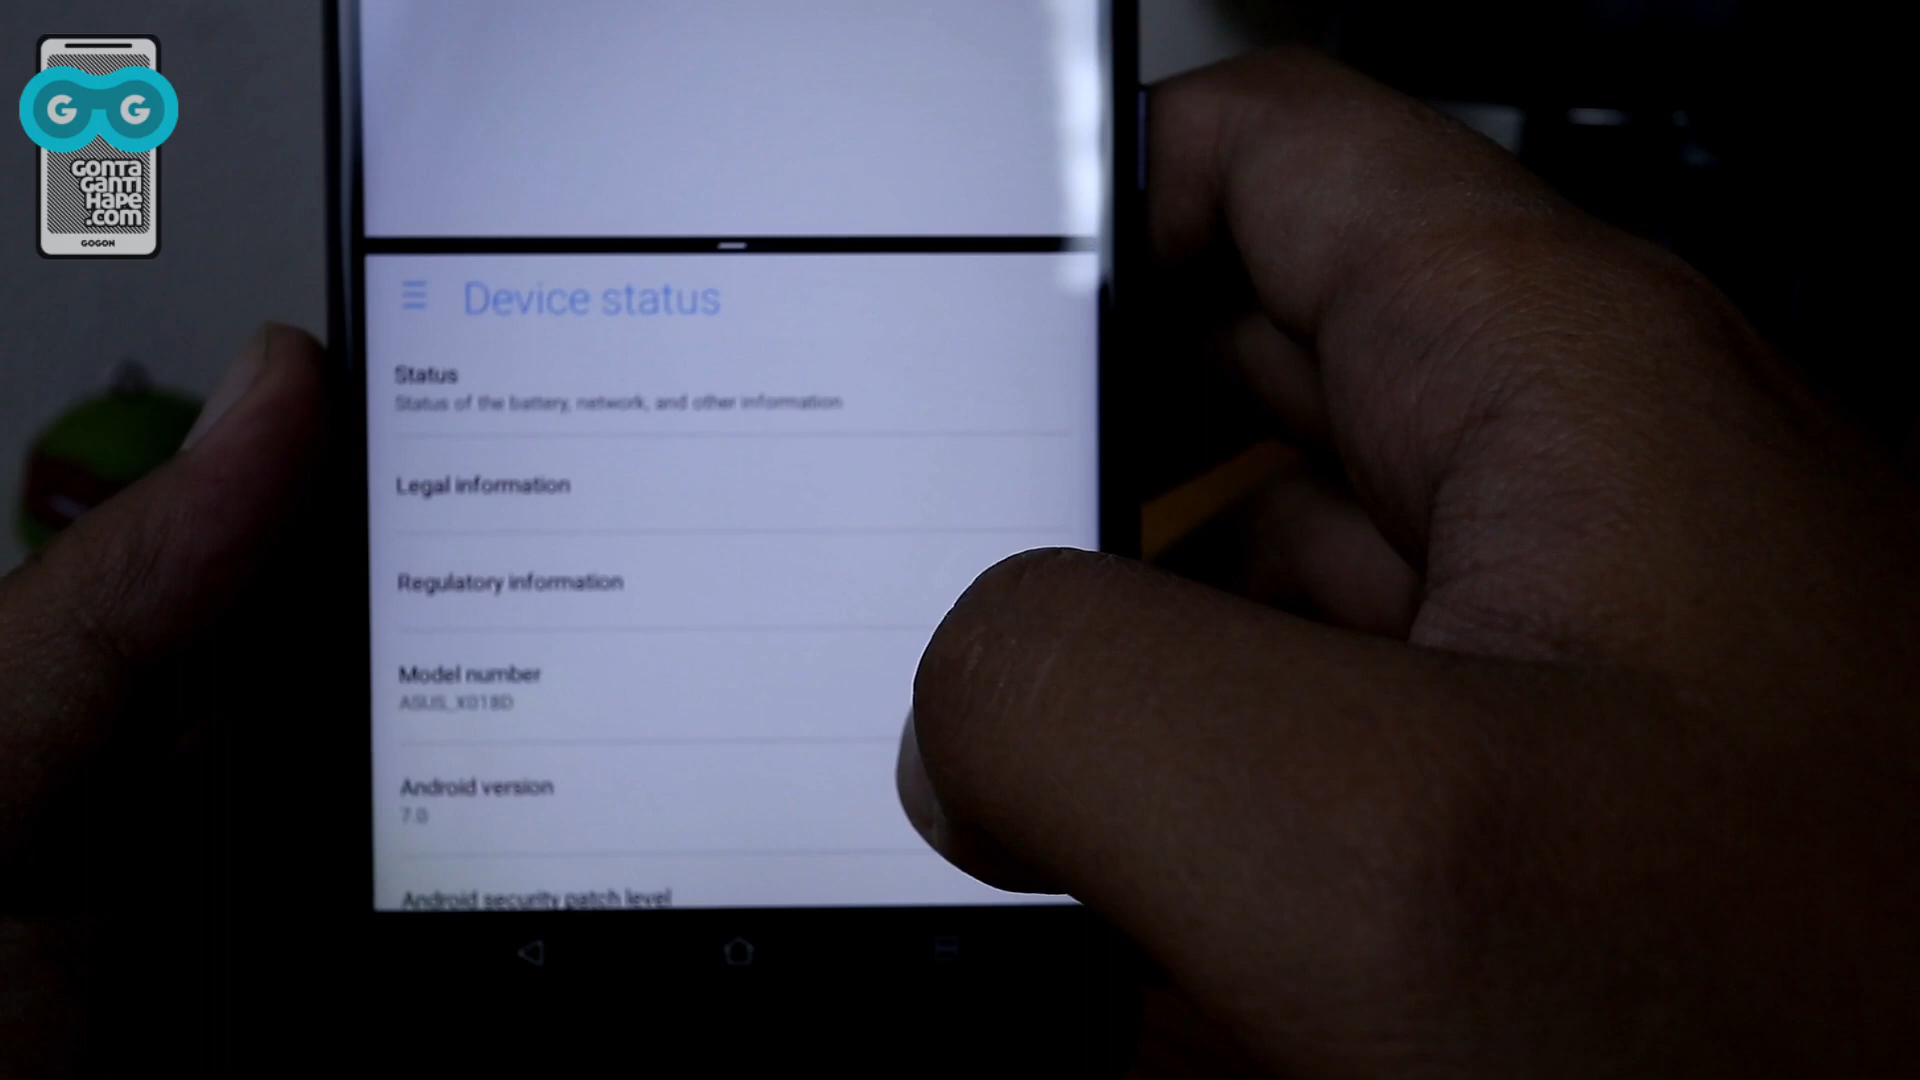 G G
GONTA
GANTI
HAPE
.COM
GOGON
Device status
Status
Status of the battery, network, and other information
Legal information
Regulatory information
Model number
ASUS_X018D
Android version
7.0
Android security patch level